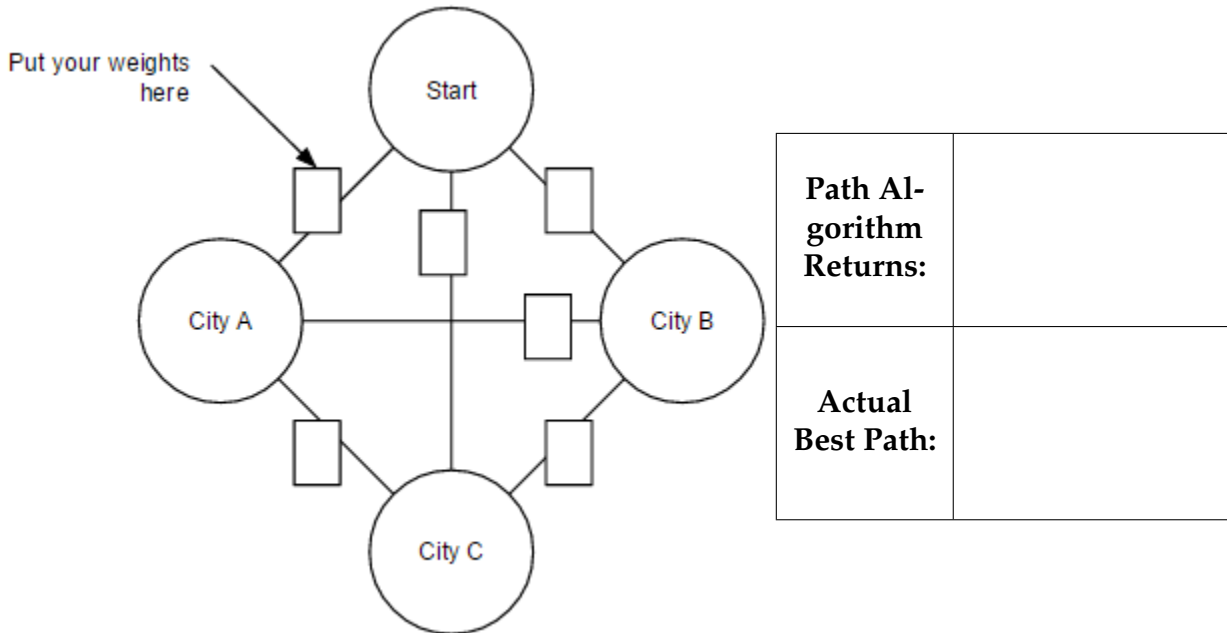 Put your weights
here
Start
City A
City B
City C
Path Al-
gorithm
Returns:
Actual
Best Path: